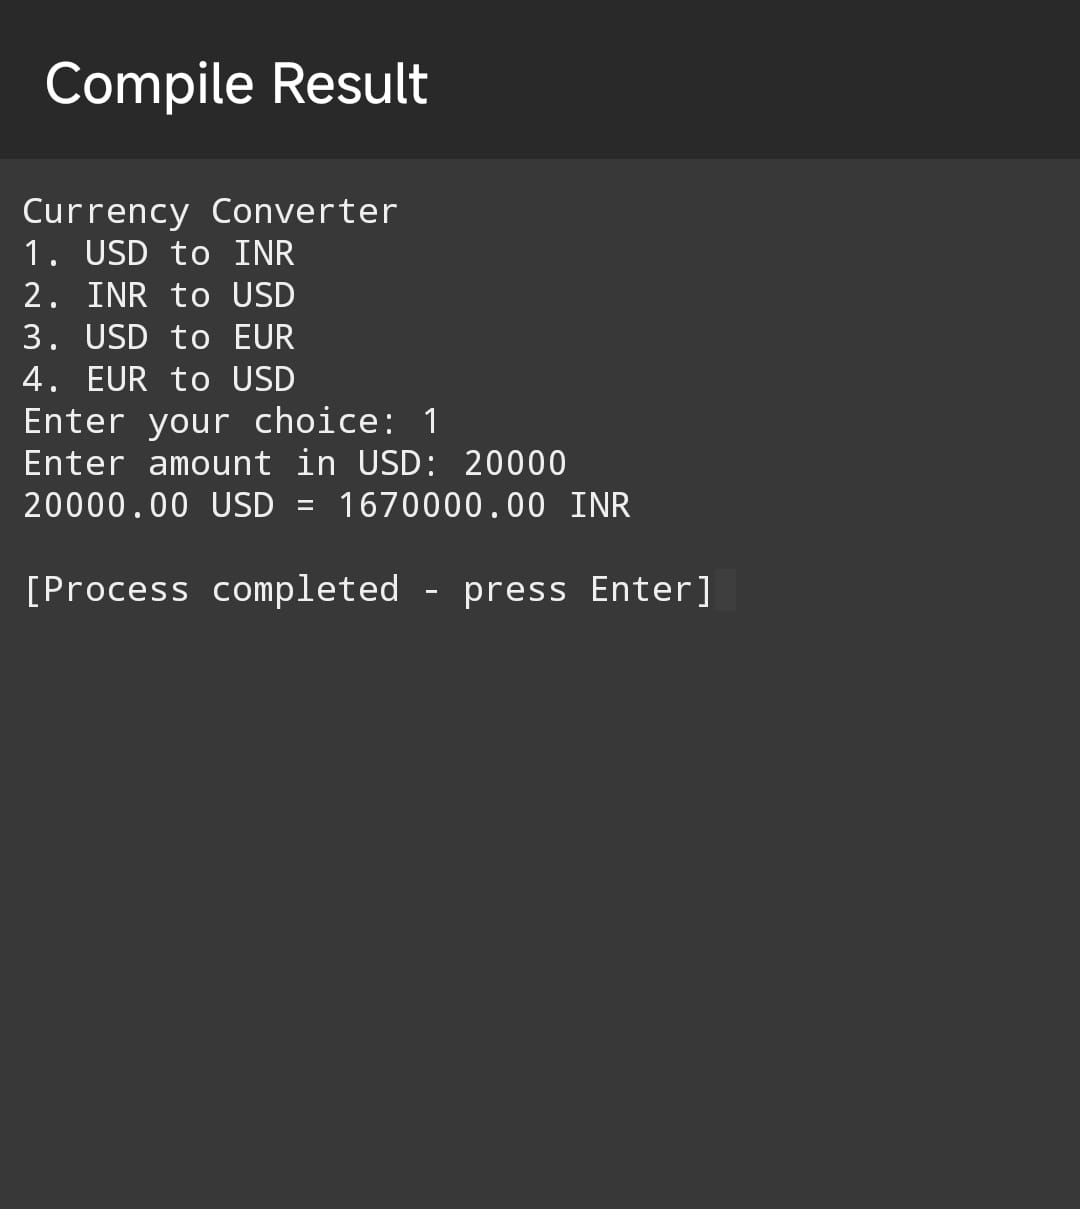 Compile Result
Currency Converter
1. USD to INR
2. INR to USD
3. USD to EUR
4. EUR to USD
Enter your choice: 1
Enter amount in USD: 20000
20000.00 USD = 1670000.00 INR
[Process completed - press Enter]